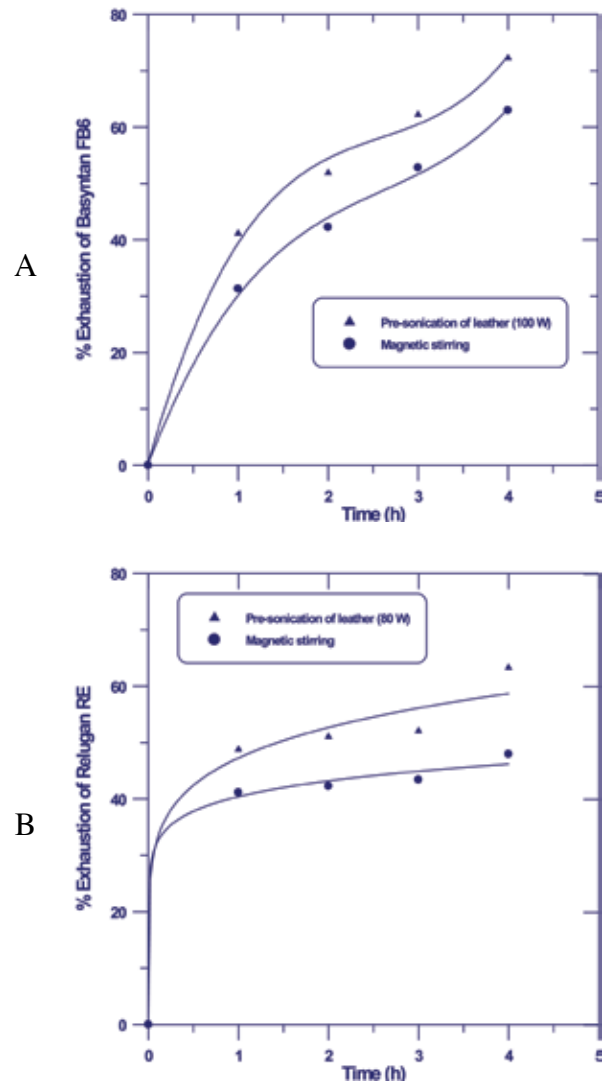 A
% Exhaustion of Basyntan FB6
80
60
40
20
0
Pre-sonication of leather (100 W)
Magnetic stirring
0 1 2 3 4 5
Time (h)
B
% Exhaustion of Relugan RE
80
60
40
20
0
Pre-sonication of leather (80 W)
Magnetic stirring
0 1 2 3 4 5
Time (h)